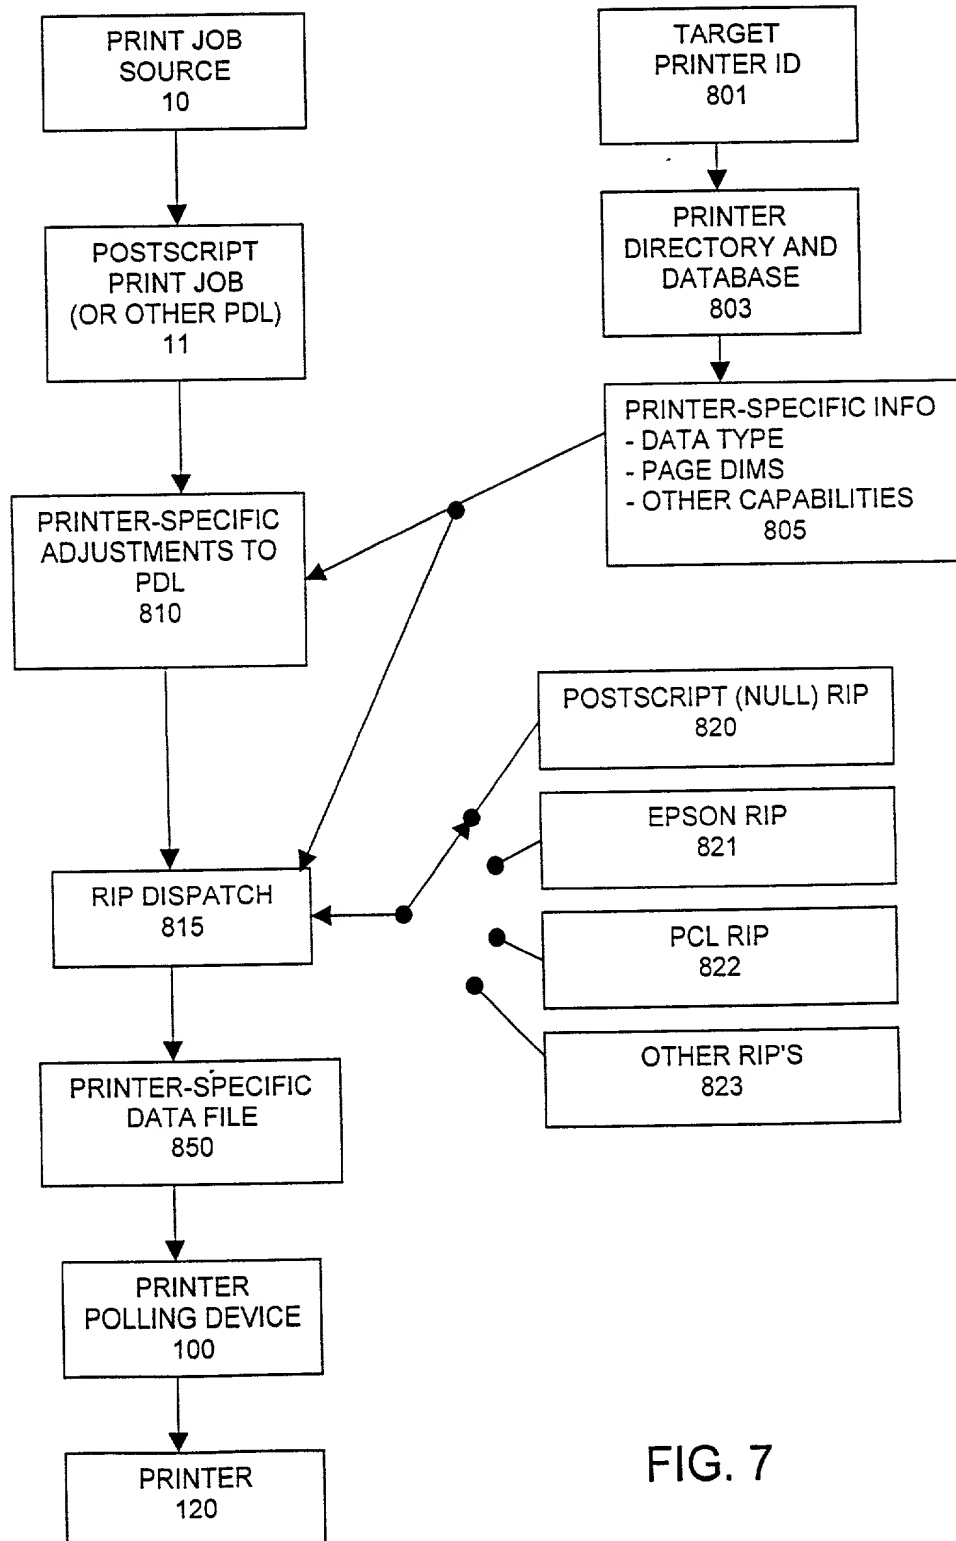 PRINT JOB
SOURCE
10
TARGET
PRINTER ID
801
POSTSCRIPT
PRINT JOB
(OR OTHER PDL)
11
PRINTER
DIRECTORY AND
DATABASE
803
PRINTER-SPECIFIC INFO
- DATA TYPE
- PAGE DIMS
- OTHER CAPABILITIES
805
PRINTER-SPECIFIC
ADJUSTMENTS TO
PDL
810
POSTSCRIPT (NULL) RIP
820
EPSON RIP
821
RIP DISPATCH
815
PCL RIP
822
OTHER RIP'S
823
PRINTER-SPECIFIC
DATA FILE
850
PRINTER
POLLING DEVICE
100
PRINTER
120
FIG. 7